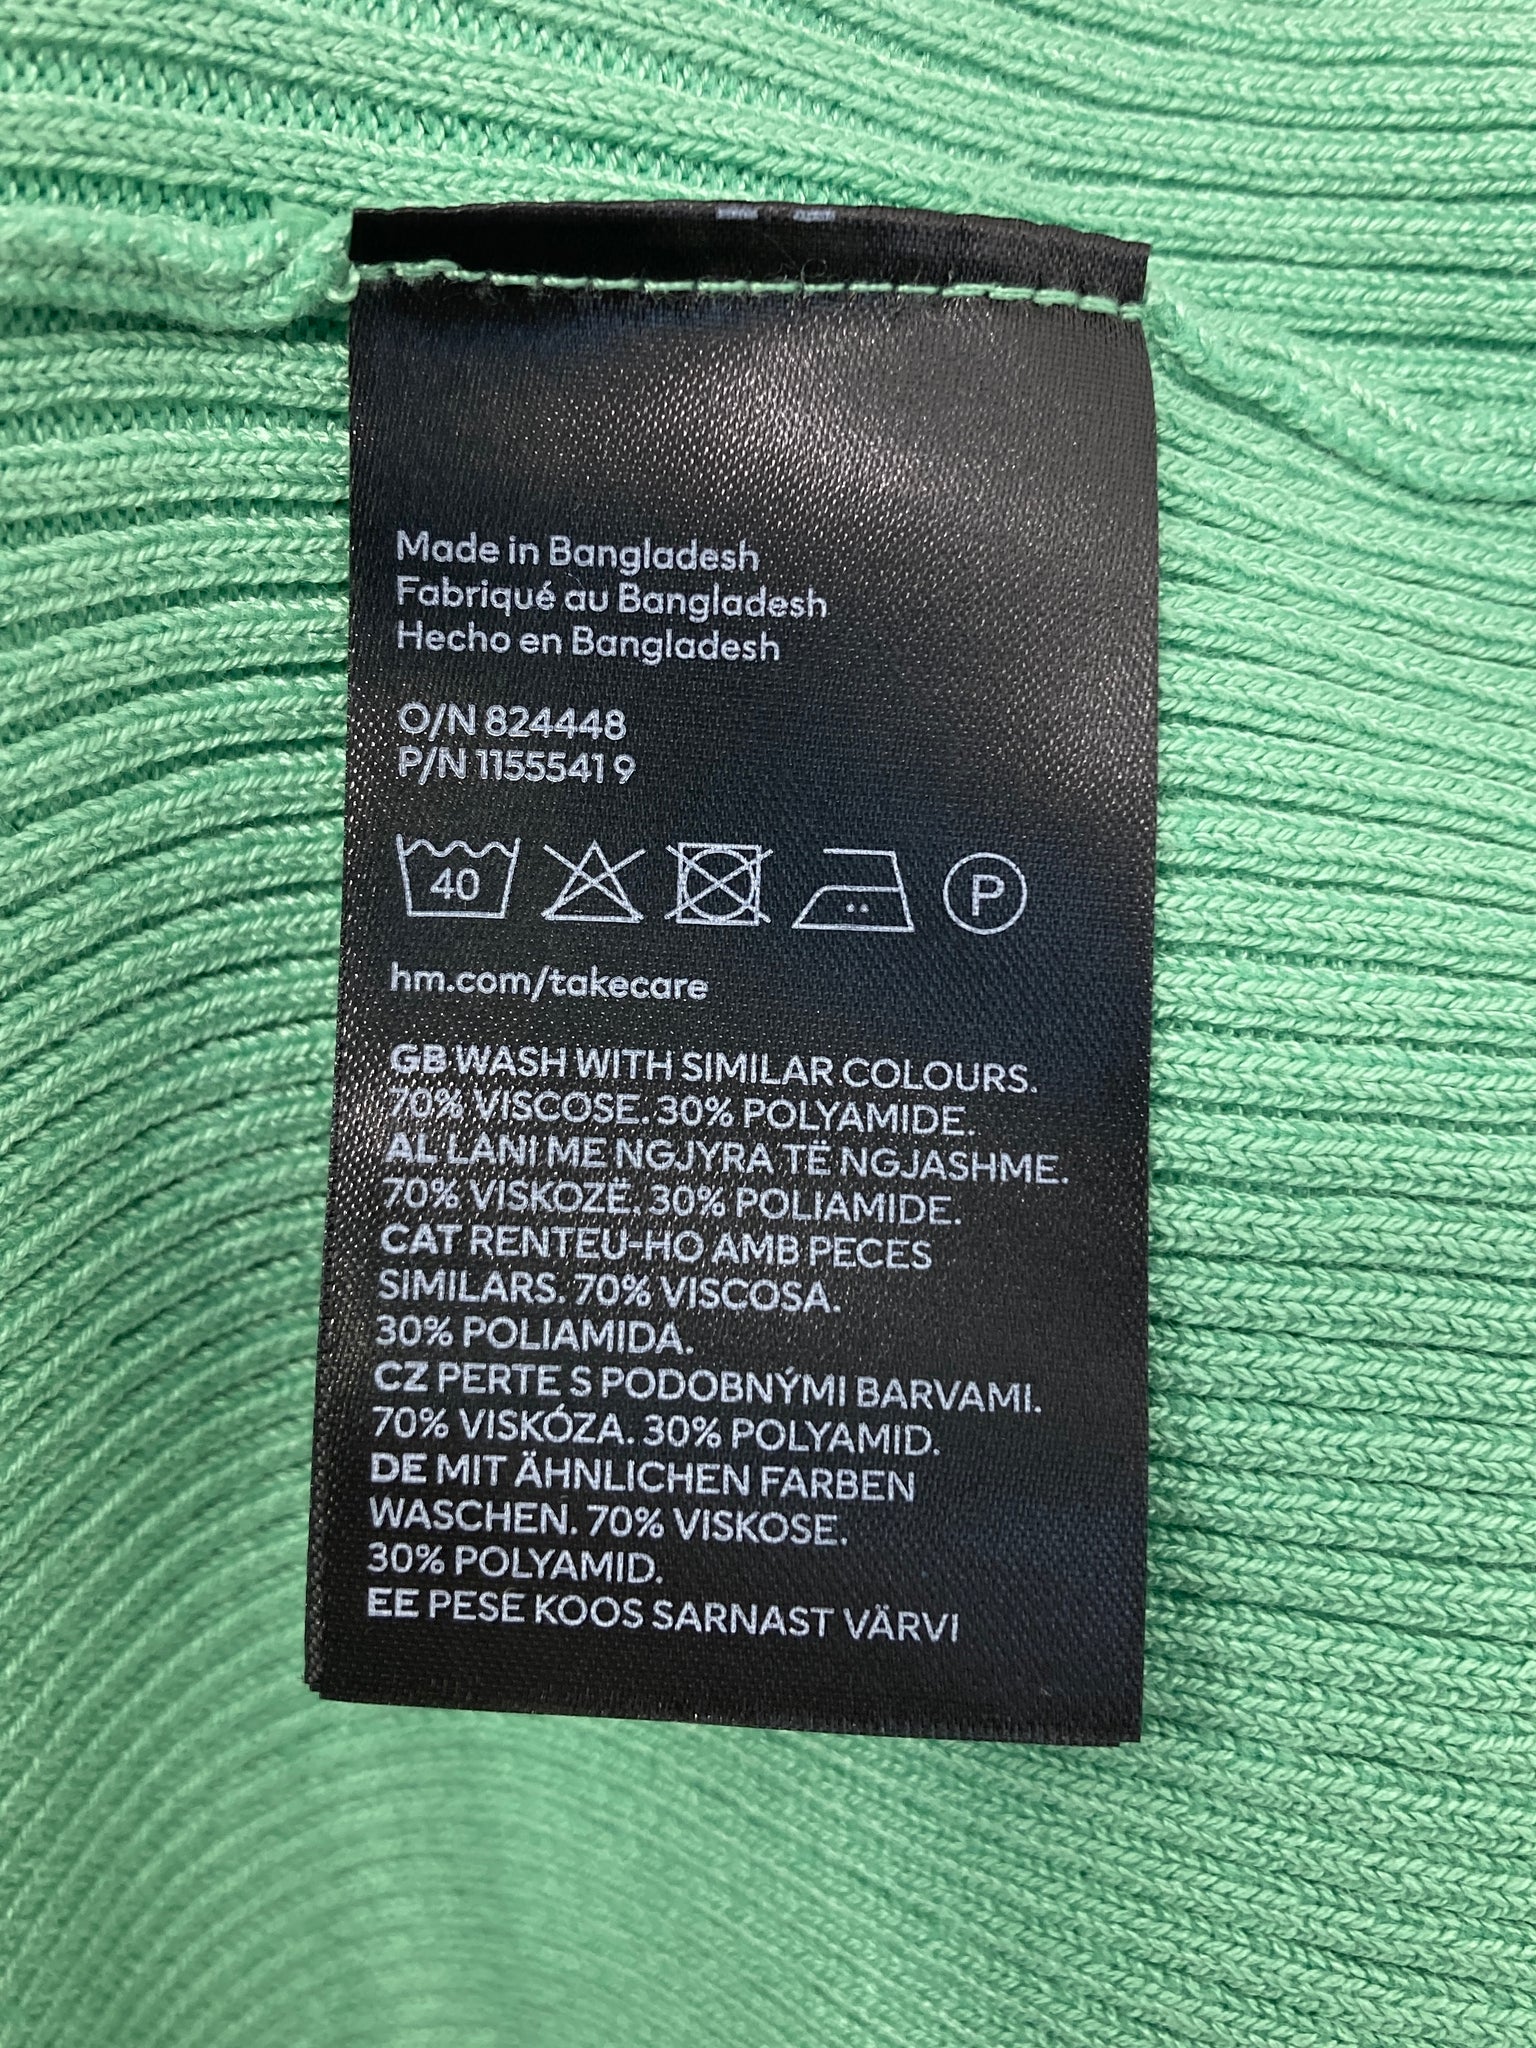 Made in Bangladesh
Fabriqué au Bangladesh
Hecho en Bangladesh
O/N 824448
P/N 1155541 9
40
P
hm.com/takecare
GB WASH WITH SIMILAR COLOURS.
70% VISCOSE. 30% POLYAMIDE.
AL LANI ME NGJYRA TË NGJASHME.
70% VISKOZË. 30% POLIAMIDE.
CAT RENTEU-HO AMB PECES
SIMILARS. 70% VISCOSA.
30% POLIAMIDA.
CZ PERTE S PODOBNÝMI BARVAMI.
70% VISKÓZA. 30% POLYAMID.
DE MIT ÄHNLICHEN FARBEN
WASCHEN. 70% VISKOSE.
30% POLYAMID.
EE PESE KOOS SARNAST VÄRVI